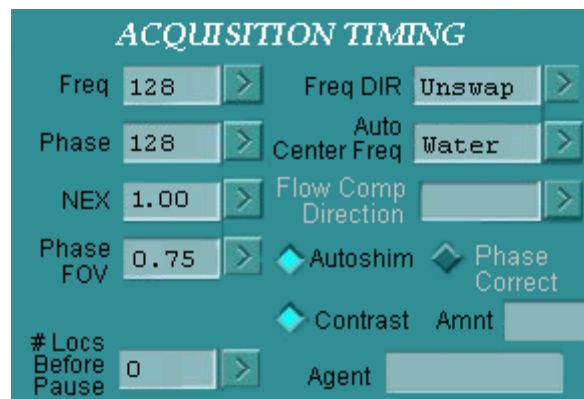 ACQUISITION TIMING
Freq 128 > Freq DIR Unswap >
Phase 128 > Auto Center Freq Water >
NEX 1.00 > Flow Comp Direction >
Phase FOV 0.75 > Autoshim Phase Correct
Contrast Amnt
# Locs Before Pause 0 > Agent